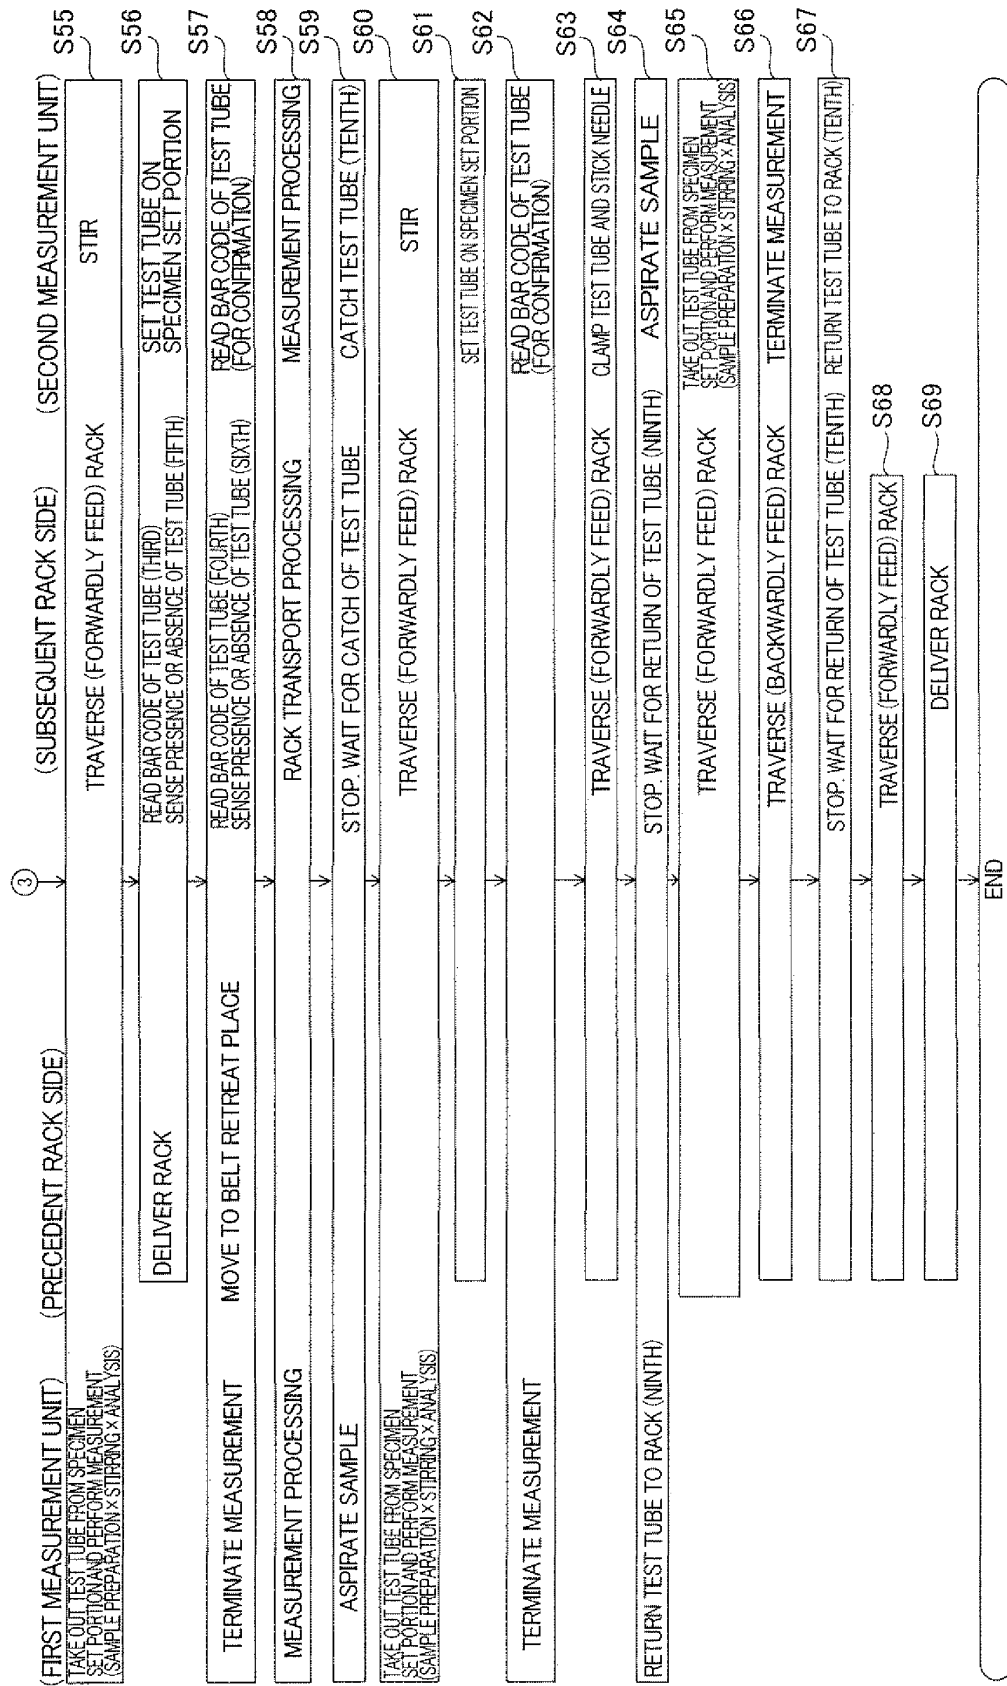 ③
(FIRST MEASUREMENT UNIT)
(PRECEDENT RACK SIDE)
(SUBSEQUENT RACK SIDE)
(SECOND MEASUREMENT UNIT)
TAKE OUT TEST TUBE FROM SPECIMEN
SET PORTION AND PERFORM MEASUREMENT
(SAMPLE PREPARATION × STIRRING × ANALYSIS)
TRAVERSE (FORWARDLY FEED) RACK
STIR
S55
DELIVER RACK
READ BAR CODE OF TEST TUBE (THIRD)
SENSE PRESENCE OR ABSENCE OF TEST TUBE (FIFTH)
SET TEST TUBE ON
SPECIMEN SET PORTION
S56
TERMINATE MEASUREMENT
MOVE TO BELT RETREAT PLACE
READ BAR CODE OF TEST TUBE (FOURTH)
SENSE PRESENCE OR ABSENCE OF TEST TUBE (SIXTH)
READ BAR CODE OF TEST TUBE
(FOR CONFIRMATION)
S57
MEASUREMENT PROCESSING
RACK TRANSPORT PROCESSING
MEASUREMENT PROCESSING
S58
ASPIRATE SAMPLE
STOP. WAIT FOR CATCH OF TEST TUBE
CATCH TEST TUBE (TENTH)
S59
TAKE OUT TEST TUBE FROM SPECIMEN
SET PORTION AND PERFORM MEASUREMENT
(SAMPLE PREPARATION × STIRRING × ANALYSIS)
TRAVERSE (FORWARDLY FEED) RACK
STIR
S60
SET TEST TUBE ON SPECIMEN SET PORTION
S61
TERMINATE MEASUREMENT
READ BAR CODE OF TEST TUBE
(FOR CONFIRMATION)
S62
TRAVERSE (FORWARDLY FEED) RACK
CLAMP TEST TUBE AND STICK NEEDLE
S63
RETURN TEST TUBE TO RACK (NINTH)
STOP. WAIT FOR RETURN OF TEST TUBE (NINTH)
ASPIRATE SAMPLE
S64
TRAVERSE (FORWARDLY FEED) RACK
TAKE OUT TEST TUBE FROM SPECIMEN
SET PORTION AND PERFORM MEASUREMENT
(SAMPLE PREPARATION × STIRRING × ANALYSIS)
S65
TRAVERSE (BACKWARDLY FEED) RACK
TERMINATE MEASUREMENT
S66
STOP. WAIT FOR RETURN OF TEST TUBE (TENTH)
RETURN TEST TUBE TO RACK (TENTH)
S67
TRAVERSE (FORWARDLY FEED) RACK
S68
DELIVER RACK
S69
END